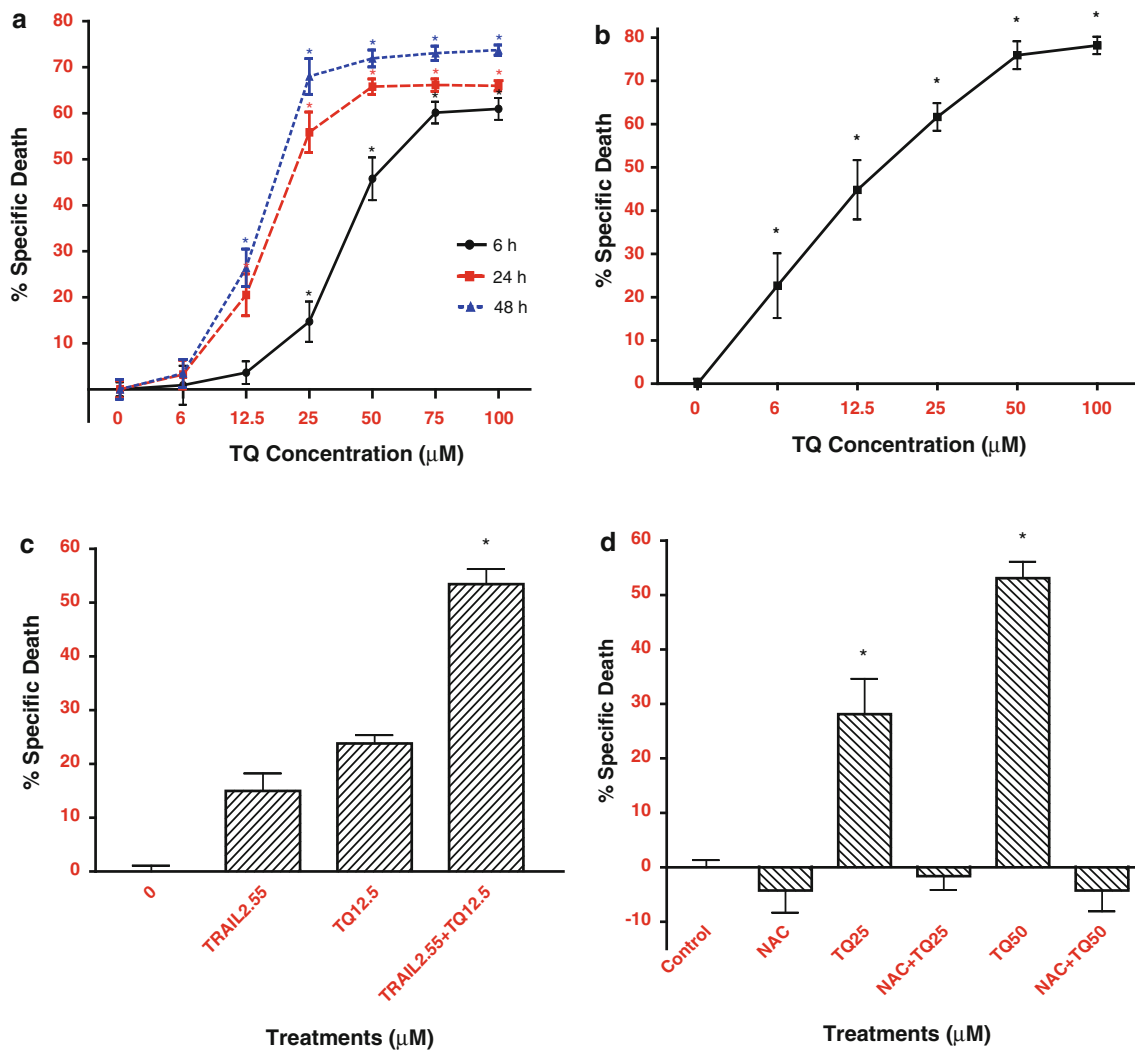 a
80
70
60
50
40
30
20
10
% Specific Death
0 6 12.5 25 50 75 100
TQ Concentration (μM)
6 h
24 h
48 h
* * * * * * * * * * * * * *
b
80
70
60
50
40
30
20
10
0
% Specific Death
0 6 12.5 25 50 100
TQ Concentration (μM)
* * * * *
c
60
50
40
30
20
10
0
% Specific Death
*
0
TRAIL2.55
TQ12.5
TRAIL2.55+TQ12.5
Treatments (μM)
d
60
50
40
30
20
10
0
-10
% Specific Death
* *
Control
NAC
TQ25
NAC+TQ25
TQ50
NAC+TQ50
Treatments (μM)